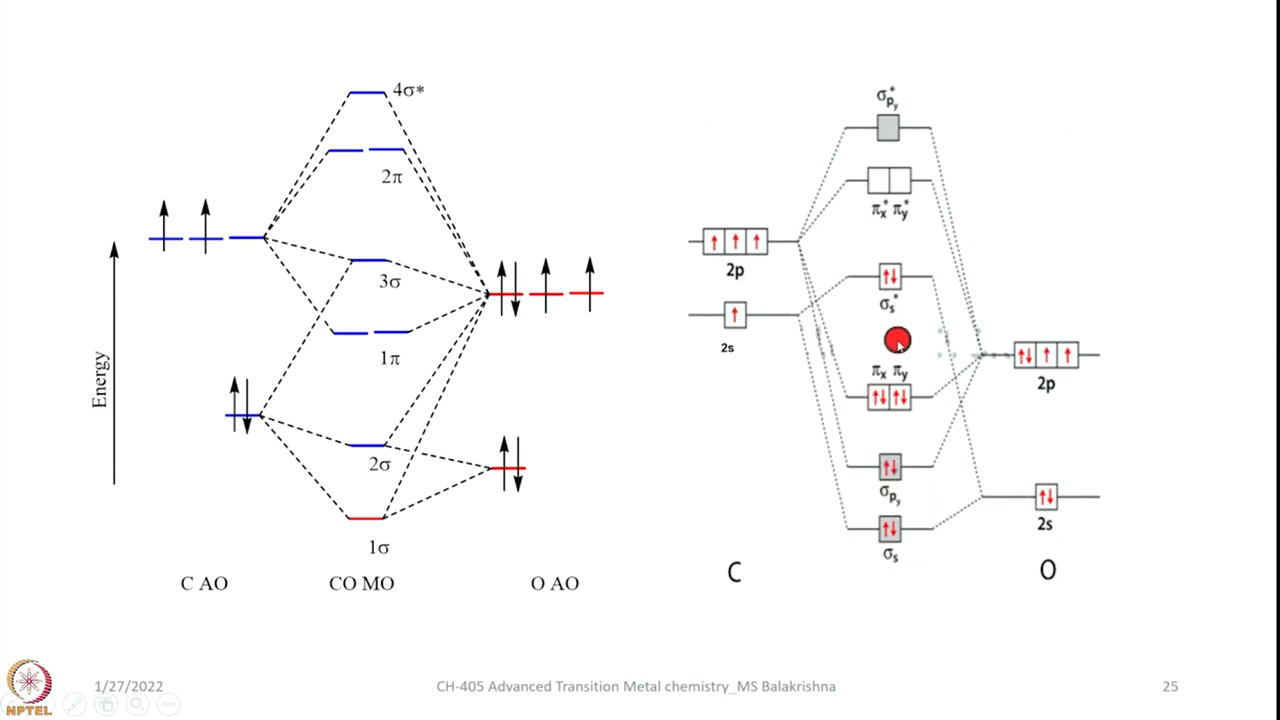 4σ*
2π
3σ
1π
Energy
2σ
1σ
C AO
CO MO
O AO
σ*py
π*x π*y
2p
σs*
2s
πx πy
2p
σpy
2s
σs
C
O
1/27/2022
CH-405 Advanced Transition Metal chemistry_MS Balakrishna
25
NPTEL